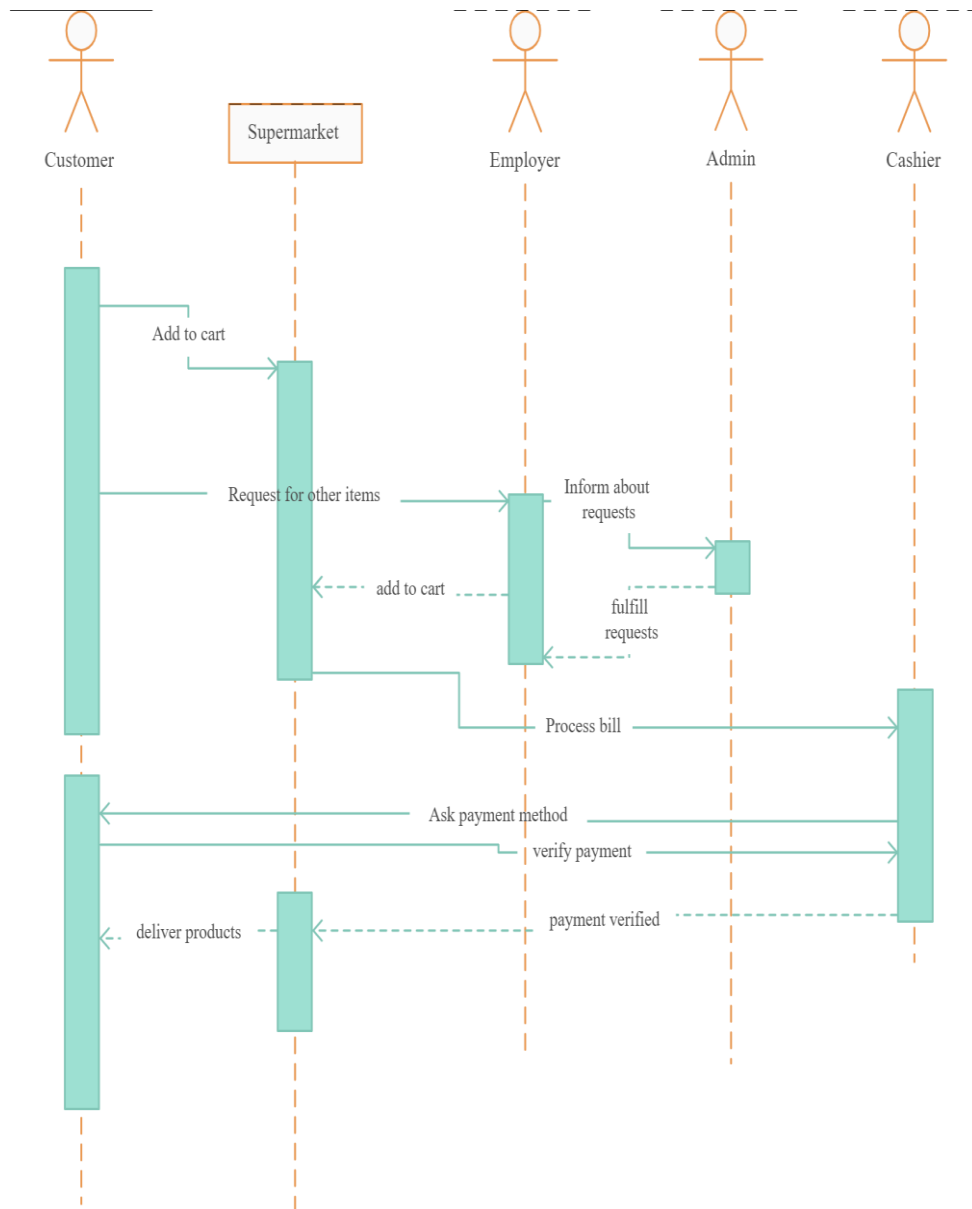 Supermarket
Customer
Employer
Admin
Cashier
Add to cart
Request for other items
Inform about
requests
add to cart
fulfill
requests
Process bill
Ask payment method
verify payment
payment verified
deliver products